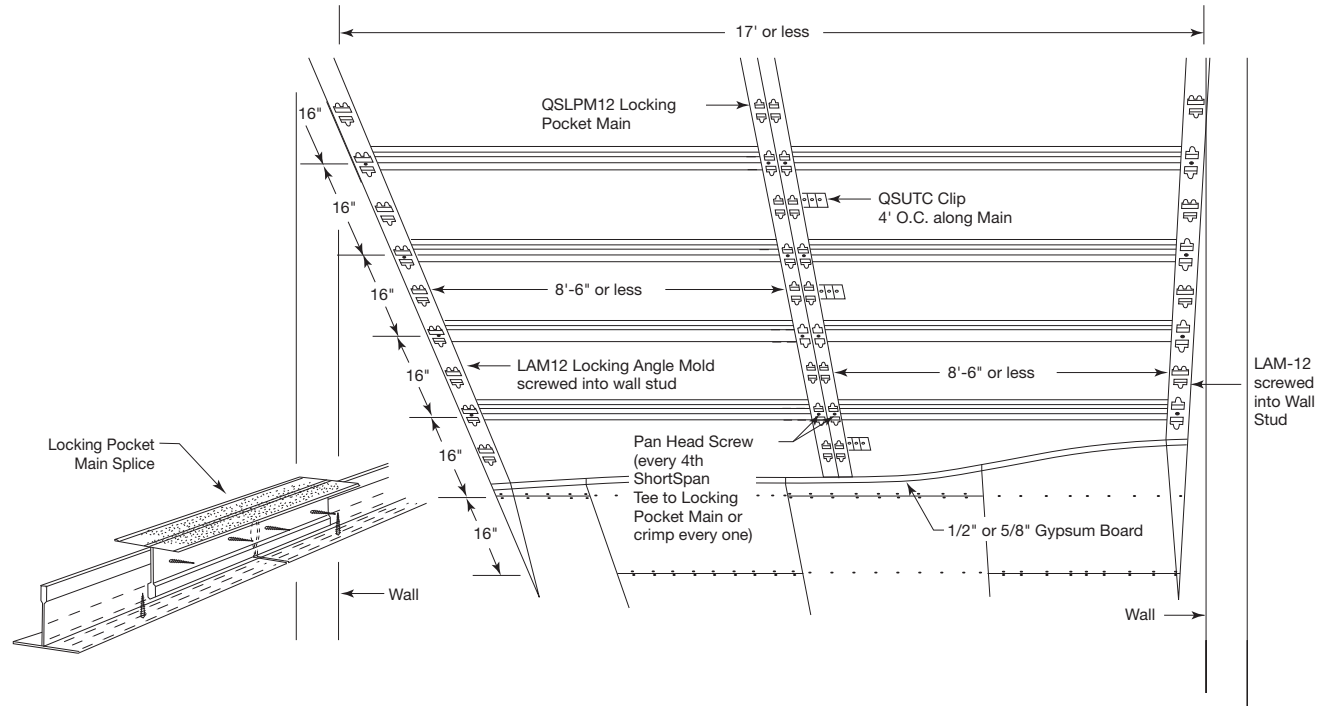 17' or less
QSLPM12 Locking
Pocket Main
16"
16"
QSUTC Clip
4' O.C. along Main
16"
8'-6" or less
16"
LAM12 Locking Angle Mold
screwed into wall stud
8'-6" or less
LAM-12
screwed
into Wall
Stud
16"
Locking Pocket
Main Splice
Pan Head Screw
(every 4th
ShortSpan
Tee to Locking
Pocket Main or
crimp every one)
16"
1/2" or 5/8" Gypsum Board
16"
Wall
Wall